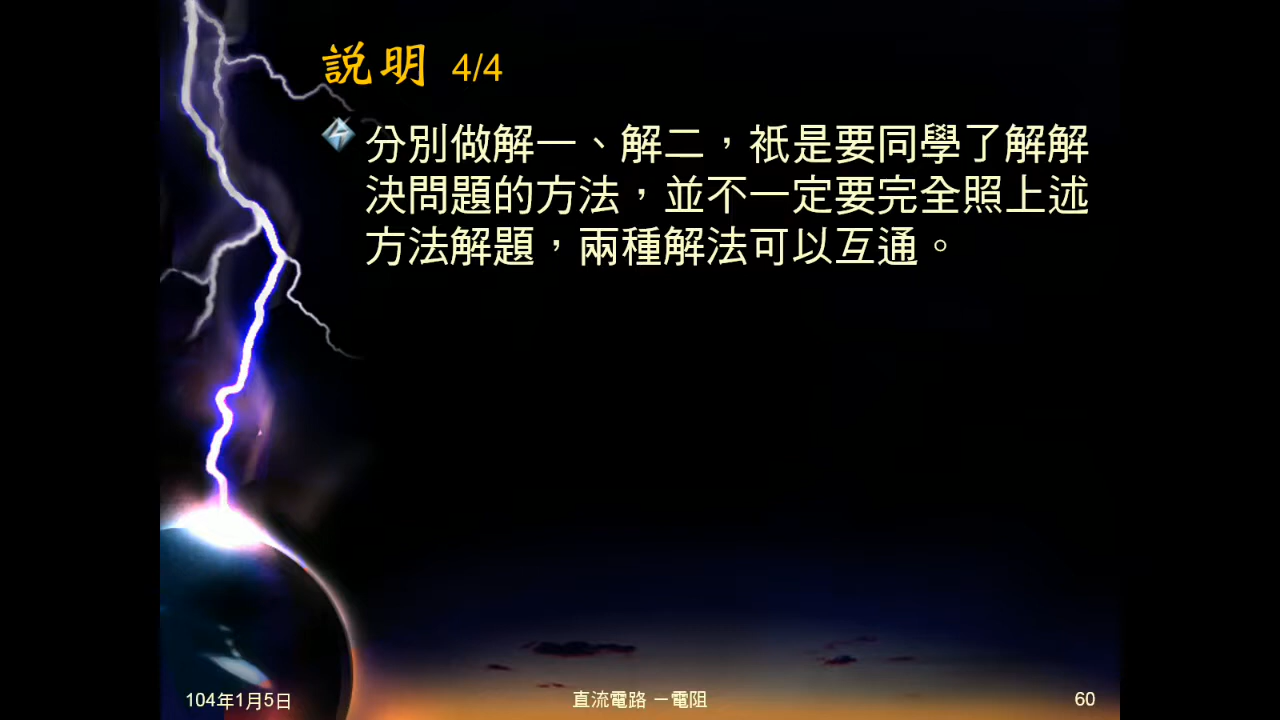 説明 4/4
分別做解一、解二，衹是要同學了解解
決問題的方法，並不一定要完全照上述
方法解題，兩種解法可以互通。
104年1月5日
直流電路 －電阻
60